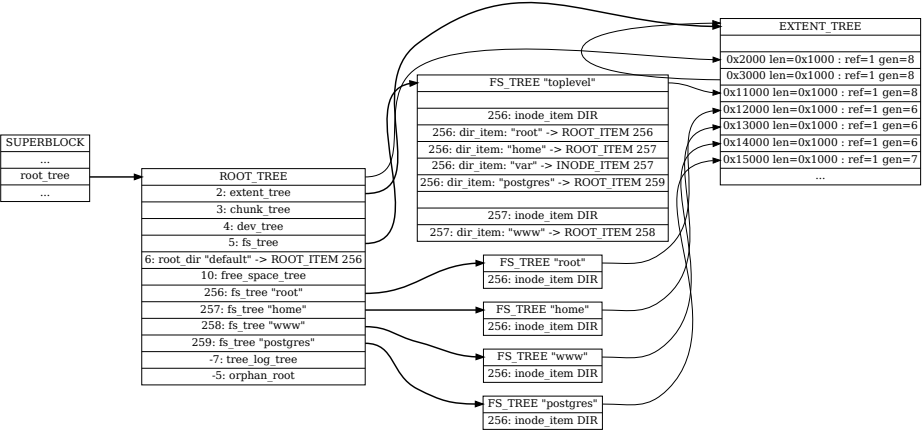 SUPERBLOCK
...
root_tree
...
ROOT_TREE
2: extent_tree
3: chunk_tree
4: dev_tree
5: fs_tree
6: root_dir "default" -> ROOT_ITEM 256
10: free_space_tree
256: fs_tree "root"
257: fs_tree "home"
258: fs_tree "www"
259: fs_tree "postgres"
-7: tree_log_tree
-5: orphan_root
FS_TREE "toplevel"
256: inode_item DIR
256: dir_item: "root" -> ROOT_ITEM 256
256: dir_item: "home" -> ROOT_ITEM 257
256: dir_item: "var" -> INODE_ITEM 257
256: dir_item: "postgres" -> ROOT_ITEM 259
257: inode_item DIR
257: dir_item: "www" -> ROOT_ITEM 258
FS_TREE "root"
256: inode_item DIR
FS_TREE "home"
256: inode_item DIR
FS_TREE "www"
256: inode_item DIR
FS_TREE "postgres"
256: inode_item DIR
EXTENT_TREE
0x2000 len=0x1000 : ref=1 gen=8
0x3000 len=0x1000 : ref=1 gen=8
0x11000 len=0x1000 : ref=1 gen=8
0x12000 len=0x1000 : ref=1 gen=6
0x13000 len=0x1000 : ref=1 gen=6
0x14000 len=0x1000 : ref=1 gen=6
0x15000 len=0x1000 : ref=1 gen=7
...